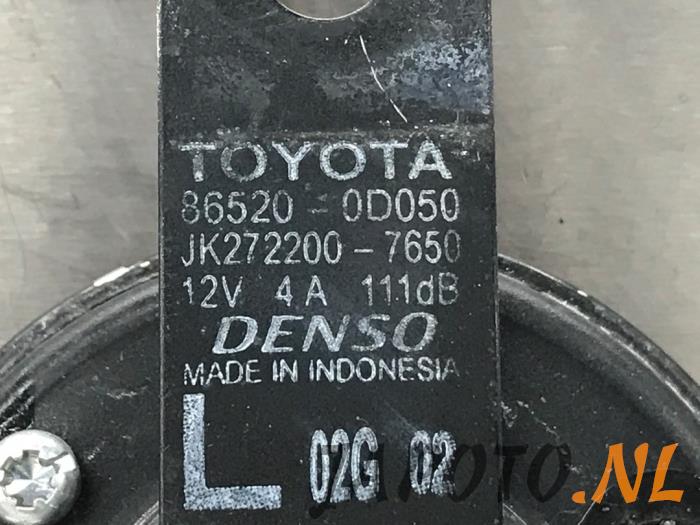 TOYOTA
86520-0D050
JK272200-7650
12V 4A 111dB
DENSO
MADE IN INDONESIA
L 02G 02
.NL